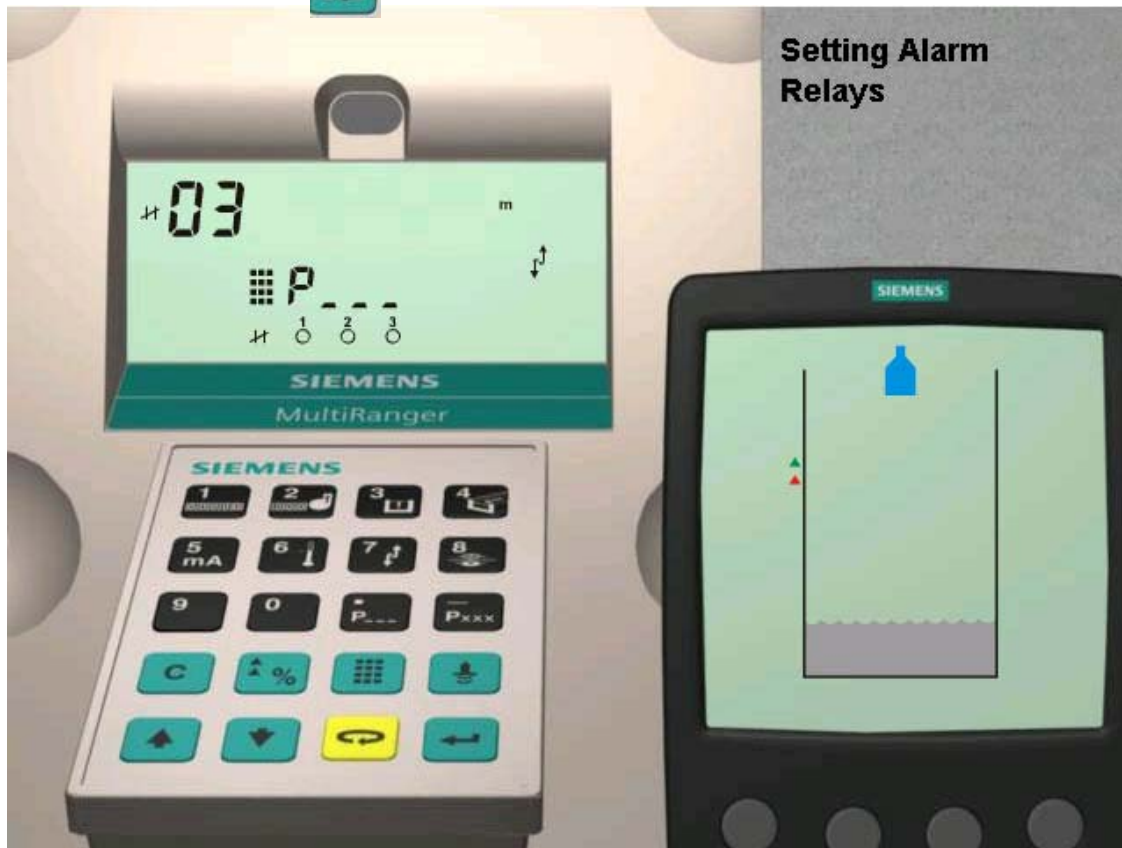 Setting Alarm
Relays
03
m
P _ _ _
1 2 3
SIEMENS
MultiRanger
SIEMENS
SIEMENS
1 2 3 4
5 6 7 8
mA
9 0 P_ _ _ Pxxx
C %